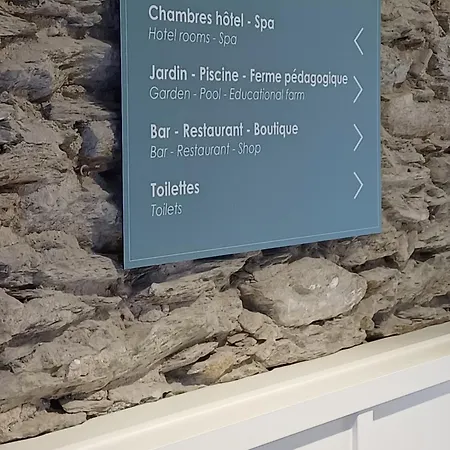 Chambres hôtel - Spa
Hotel rooms - Spa
Jardin - Piscine - Ferme pédagogique
Garden - Pool - Educational farm
Bar - Restaurant - Boutique
Bar - Restaurant - Shop
Toilettes
Toilets